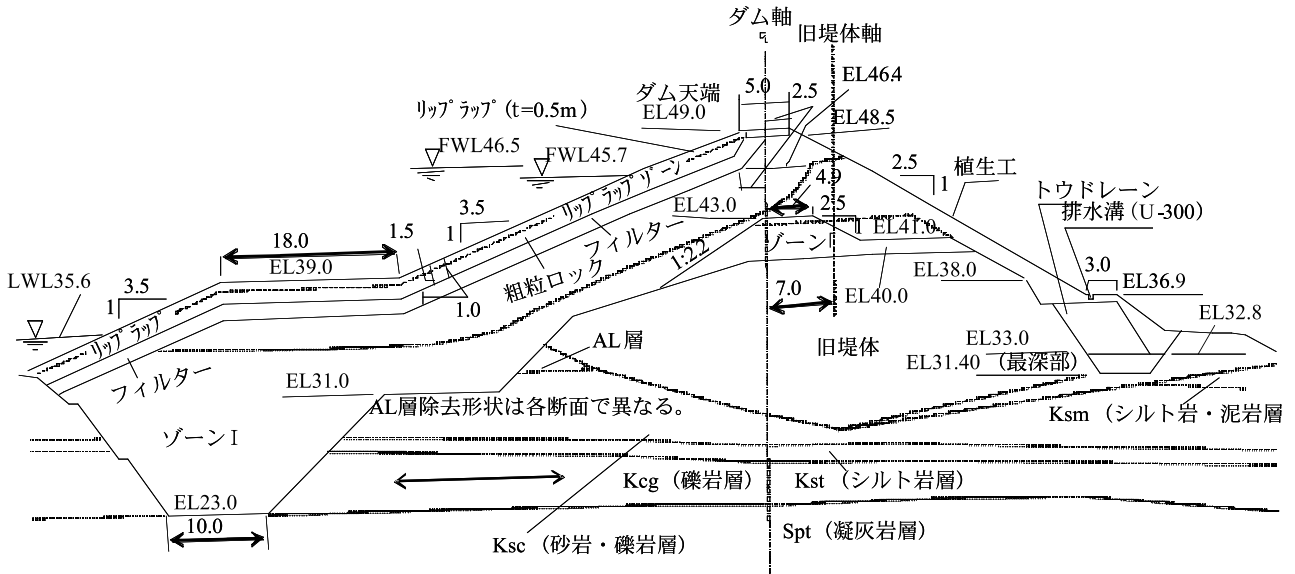 ダム軸
旧堤体軸
EL46.4
5.0
2.5
ダム天端
EL49.0
リップラップ(t=0.5m)
EL48.5
FWL46.5
FWL45.7
2.5
1
植生工
トウドレーン
排水溝(U-300)
リップラップゾーン
4.9
EL43.0
2.5
3.5
1
フィルター
1.5
18.0
EL39.0
粗粒ロック
1:2.2
ゾーンI
1
EL41.0
EL38.0
3.0
EL36.9
LWL35.6
3.5
1
1.0
7.0
EL40.0
EL32.8
リップラップ
AL層
旧堤体
EL33.0
EL31.40 (最深部)
フィルター
EL31.0
AL層除去形状は各断面で異なる。
Ksm(シルト岩・泥岩層
ゾーンI
Kcg(礫岩層)
Kst(シルト岩層)
EL23.0
10.0
Ksc(砂岩・礫岩層)
Spt(凝灰岩層)